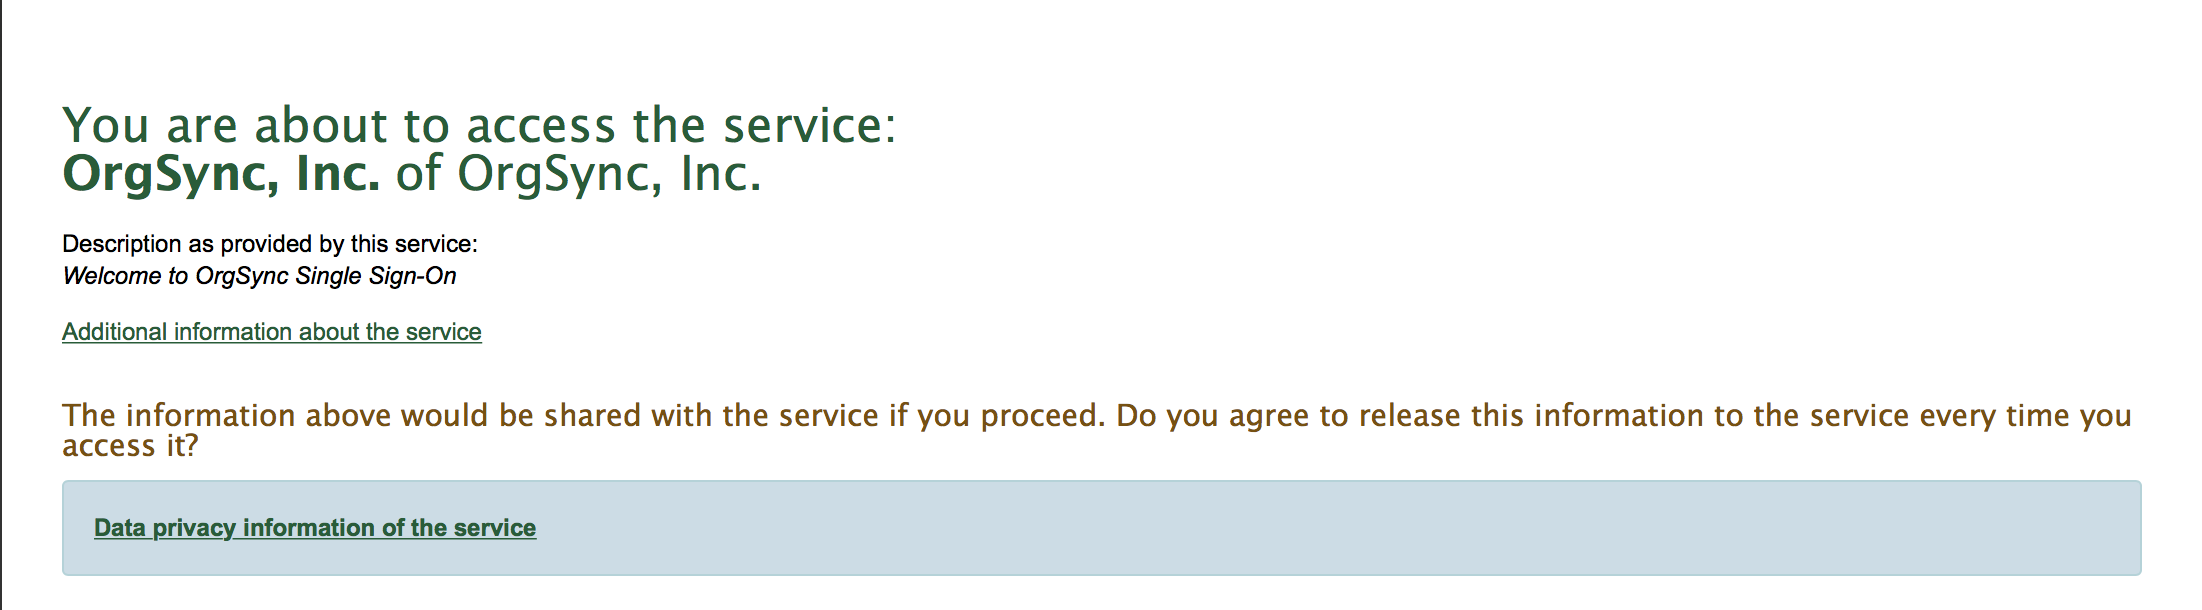 You are about to access the service:
OrgSync, Inc. of OrgSync, Inc.
Description as provided by this service:
Welcome to OrgSync Single Sign-On
Additional information about the service
The information above would be shared with the service if you proceed. Do you agree to release this information to the service every time you
access it?
Data privacy information of the service